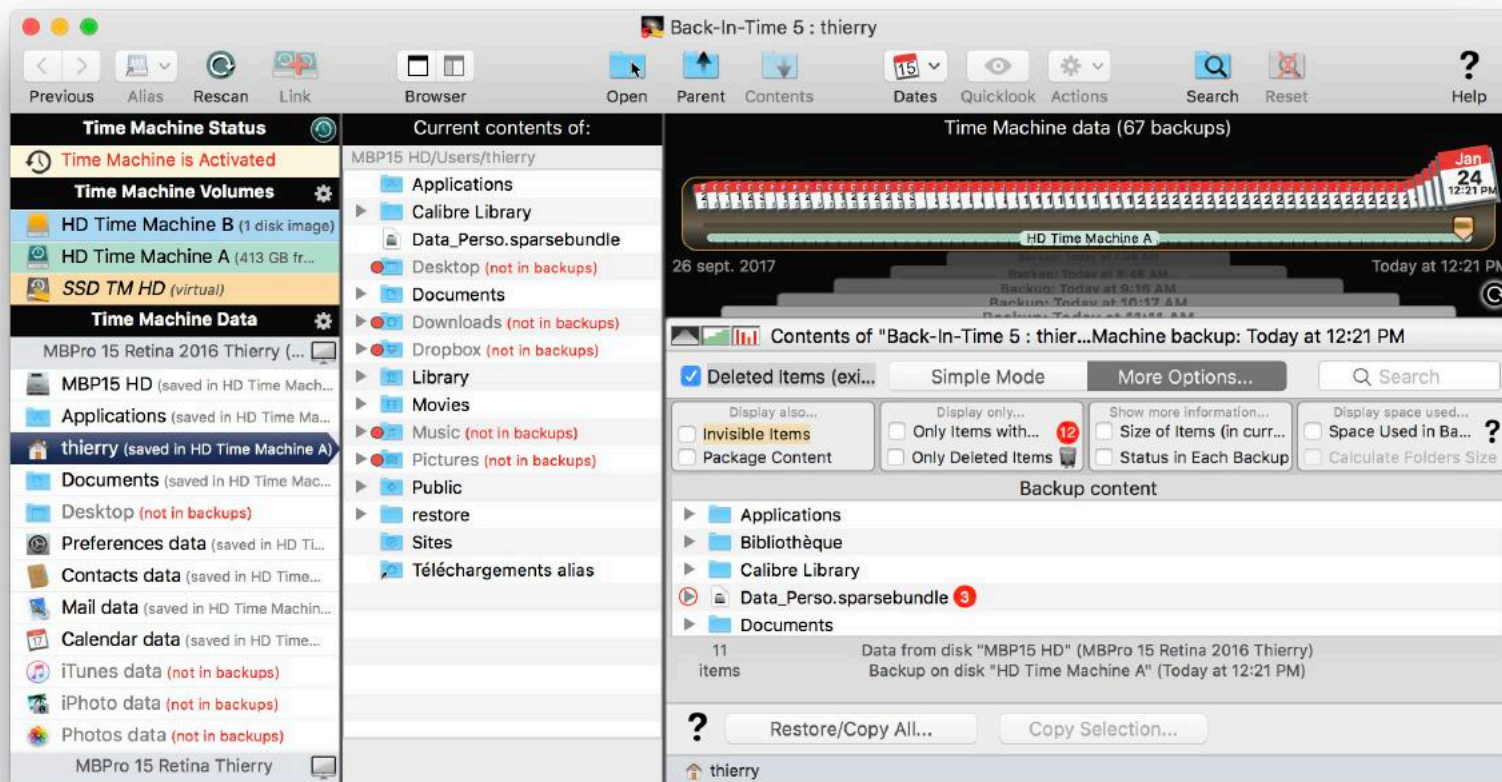 Back-In-Time 5 : thierry
Previous Alias Rescan Link Browser Open Parent Contents Dates Quicklook Actions Search Reset Help
15
Time Machine Status
Time Machine is Activated
Time Machine Volumes
HD Time Machine B (1 disk image)
HD Time Machine A (413 GB fr...
SSD TM HD (virtual)
Time Machine Data
MBPro 15 Retina 2016 Thierry (...
MBP15 HD (saved in HD Time Mach...
Applications (saved in HD Time Ma...
thierry (saved in HD Time Machine A)
Documents (saved in HD Time Mac...
Desktop (not in backups)
Preferences data (saved in HD Ti...
Contacts data (saved in HD Time...
Mail data (saved in HD Time Machin...
17
Calendar data (saved in HD Time...
iTunes data (not in backups)
iPhoto data (not in backups)
Photos data (not in backups)
MBPro 15 Retina Thierry
Current contents of:
MBP15 HD/Users/thierry
Applications
Calibre Library
Data_Perso.sparsebundle
Desktop (not in backups)
Documents
Downloads (not in backups)
Dropbox (not in backups)
Library
Movies
Music (not in backups)
Pictures (not in backups)
Public
restore
Sites
Téléchargements alias
Time Machine data (67 backups)
Jan
24
12:21 PM
HD Time Machine A
26 sept. 2017
Today at 12:21 PM
Backup: Today at 8:46 AM
Backup: Today at 9:16 AM
Backup: Today at 10:17 AM
Backup: Today at 11:11 AM
Contents of "Back-In-Time 5 : thier...Machine backup: Today at 12:21 PM
Deleted Items (exi... Simple Mode More Options... Search
Display also...
Invisible Items
Package Content
Display only...
Only Items with... 12
Only Deleted Items
Show more information...
Size of Items (in curr...
Status in Each Backup
Display space used...
Space Used in Ba... ?
Calculate Folders Size
Backup content
Applications
Bibliothèque
Calibre Library
Data_Perso.sparsebundle 3
Documents
11 items
Data from disk "MBP15 HD" (MBPro 15 Retina 2016 Thierry)
Backup on disk "HD Time Machine A" (Today at 12:21 PM)
? Restore/Copy All... Copy Selection...
thierry